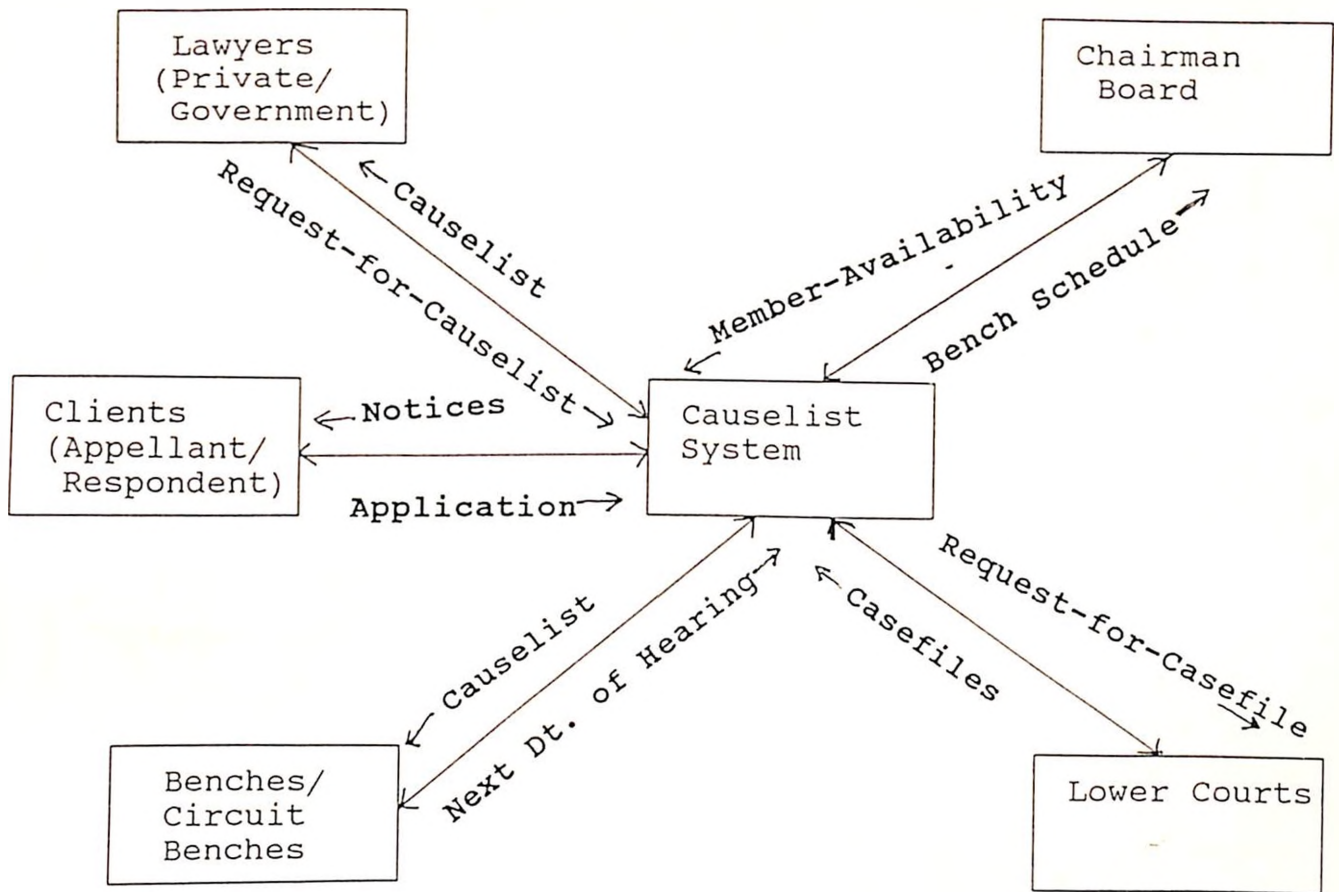 Lawyers
(Private/
Government)
Chairman
Board
Causelist
Request-for-Causelist
Member-Availability
Bench Schedule
Clients
(Appellant/
Respondent)
Notices
Application
Causelist
System
Causelist
Next Dt. of Hearing
Casefiles
Request-for-Casefile
Benches/
Circuit
Benches
Lower Courts